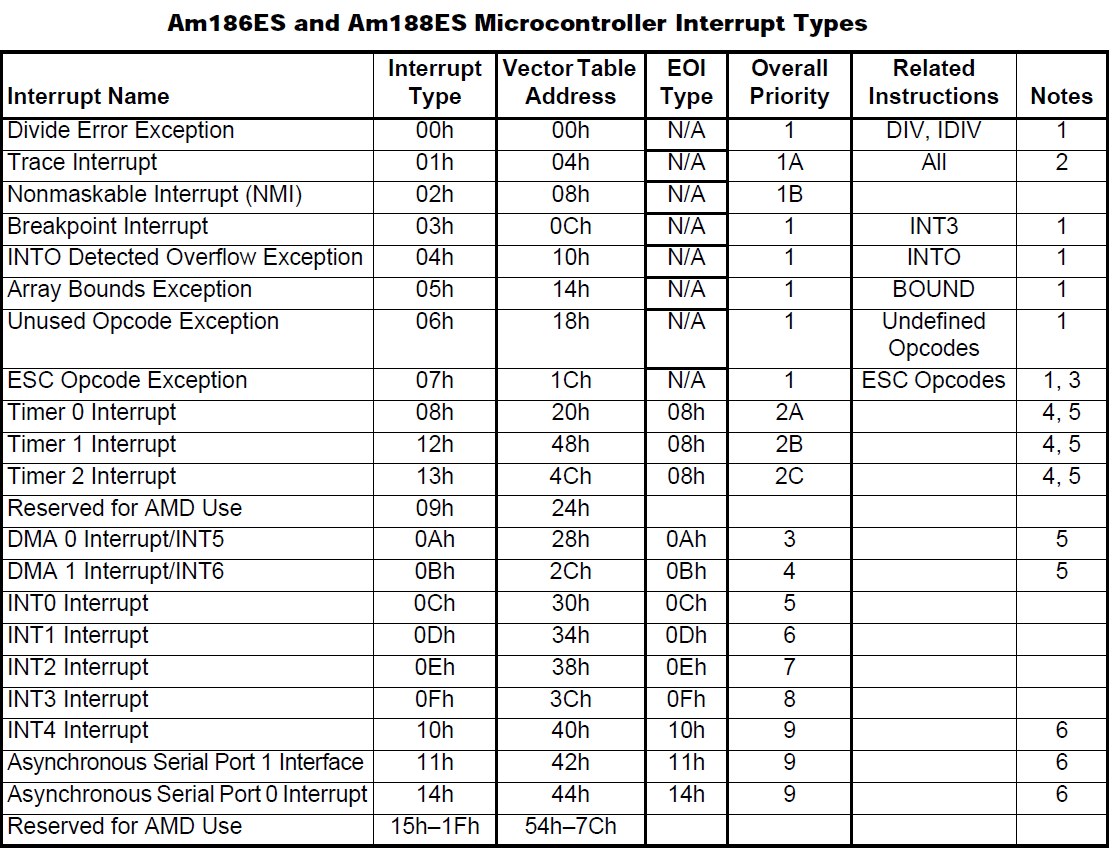 Am186ES and Am188ES Microcontroller Interrupt Types
Interrupt Name Interrupt Type Vector Table Address EOI Type Overall Priority Related Instructions Notes
Divide Error Exception 00h 00h N/A 1 DIV, IDIV 1
Trace Interrupt 01h 04h N/A 1A All 2
Nonmaskable Interrupt (NMI) 02h 08h N/A 1B
Breakpoint Interrupt 03h 0Ch N/A 1 INT3 1
INTO Detected Overflow Exception 04h 10h N/A 1 INTO 1
Array Bounds Exception 05h 14h N/A 1 BOUND 1
Unused Opcode Exception 06h 18h N/A 1 Undefined Opcodes 1
ESC Opcode Exception 07h 1Ch N/A 1 ESC Opcodes 1, 3
Timer 0 Interrupt 08h 20h 08h 2A 4, 5
Timer 1 Interrupt 12h 48h 08h 2B 4, 5
Timer 2 Interrupt 13h 4Ch 08h 2C 4, 5
Reserved for AMD Use 09h 24h
DMA 0 Interrupt/INT5 0Ah 28h 0Ah 3 5
DMA 1 Interrupt/INT6 0Bh 2Ch 0Bh 4 5
INT0 Interrupt 0Ch 30h 0Ch 5
INT1 Interrupt 0Dh 34h 0Dh 6
INT2 Interrupt 0Eh 38h 0Eh 7
INT3 Interrupt 0Fh 3Ch 0Fh 8
INT4 Interrupt 10h 40h 10h 9 6
Asynchronous Serial Port 1 Interface 11h 42h 11h 9 6
Asynchronous Serial Port 0 Interrupt 14h 44h 14h 9 6
Reserved for AMD Use 15h–1Fh 54h–7Ch